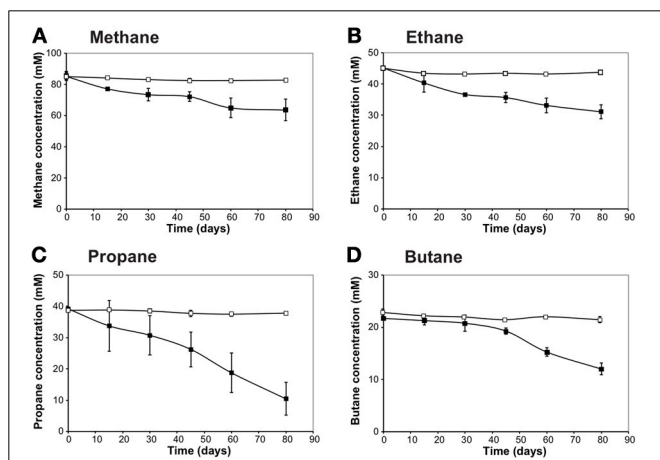 A Methane
100
80
60
40
20
0
Methane concentration (mM)
0 10 20 30 40 50 60 70 80 90
Time (days)
B Ethane
50
40
30
20
10
0
Ethane concentration (mM)
0 10 20 30 40 50 60 70 80 90
Time (days)
C Propane
50
40
30
20
10
0
Propane concentration (mM)
0 10 20 30 40 50 60 70 80 90
Time (days)
D Butane
30
20
10
0
Butane concentration (mM)
0 10 20 30 40 50 60 70 80 90
Time (days)